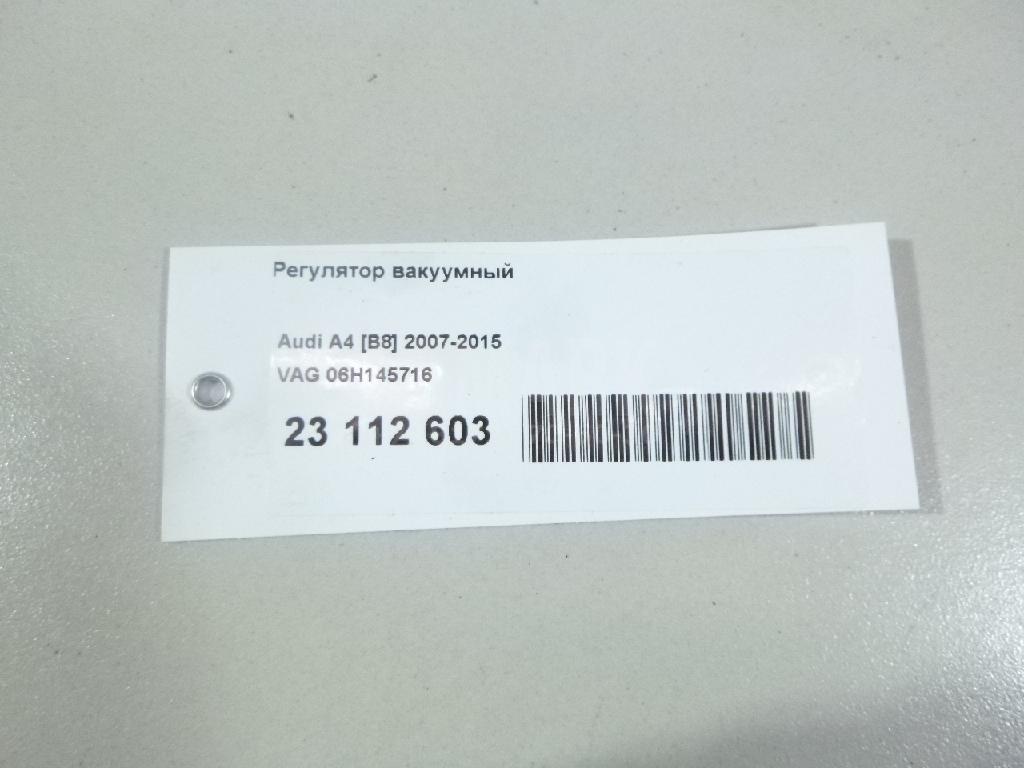 Регулятор вакуумный
Audi A4 [B8] 2007-2015
VAG 06H145716
23 112 603